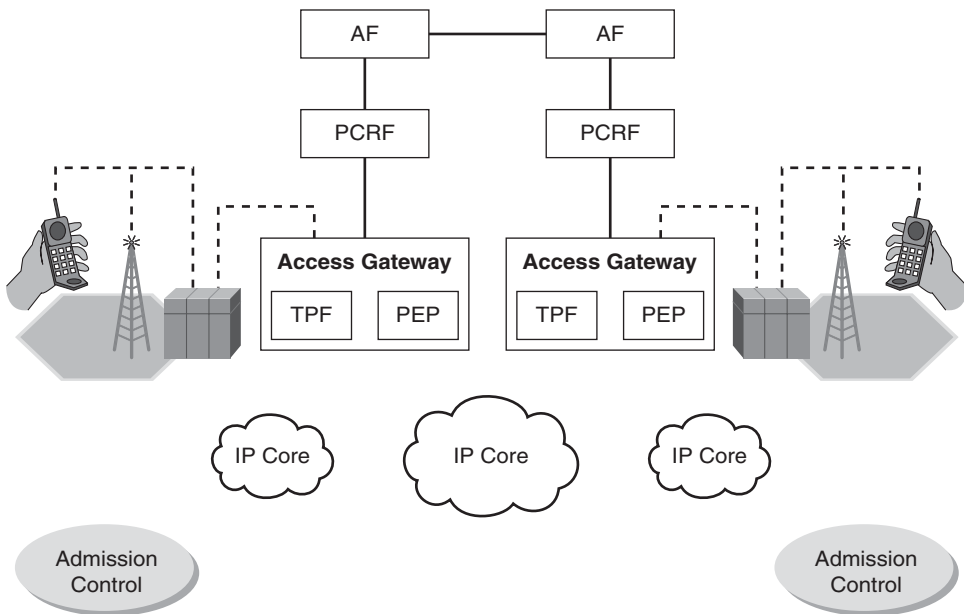 AF
AF
PCRF
PCRF
Access Gateway
Access Gateway
TPF
PEP
TPF
PEP
IP Core
IP Core
IP Core
Admission
Control
Admission
Control